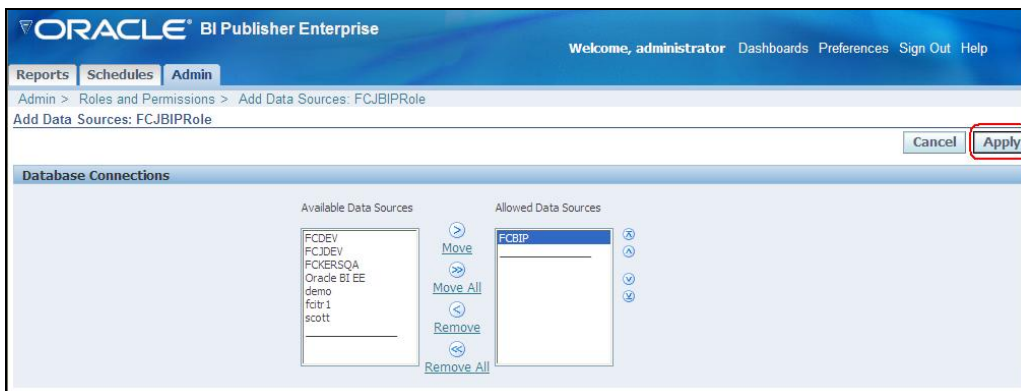 ORACLE BI Publisher Enterprise
Welcome, administrator Dashboards Preferences Sign Out Help
Reports Schedules Admin
Admin > Roles and Permissions > Add Data Sources: FCJBIPRole
Add Data Sources: FCJBIPRole
Cancel Apply
Database Connections
Available Data Sources
FCDEV
FCJDEV
FCKERSQA
Oracle BI EE
demo
fcitr1
scott
Move
Move All
Remove
Remove All
Allowed Data Sources
FCBIP